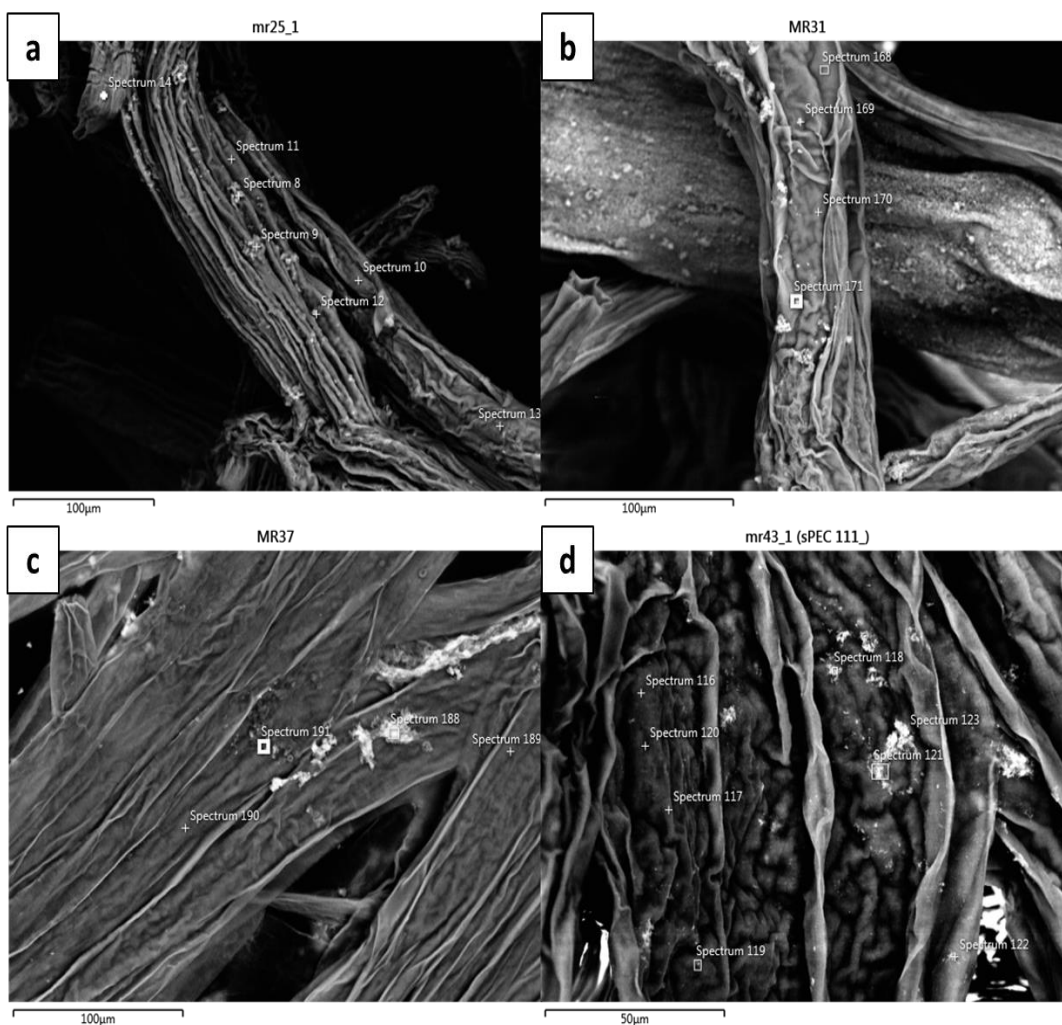 a
mr25_1
Spectrum 14
Spectrum 11
Spectrum 8
Spectrum 9
Spectrum 10
Spectrum 12
Spectrum 13
100µm
b
MR31
Spectrum 168
Spectrum 169
Spectrum 170
Spectrum 171
100µm
c
MR37
Spectrum 191
Spectrum 188
Spectrum 189
Spectrum 190
100µm
d
mr43_1 (sPEC 111_)
Spectrum 118
Spectrum 116
Spectrum 123
Spectrum 120
Spectrum 121
Spectrum 117
Spectrum 119
Spectrum 122
50µm